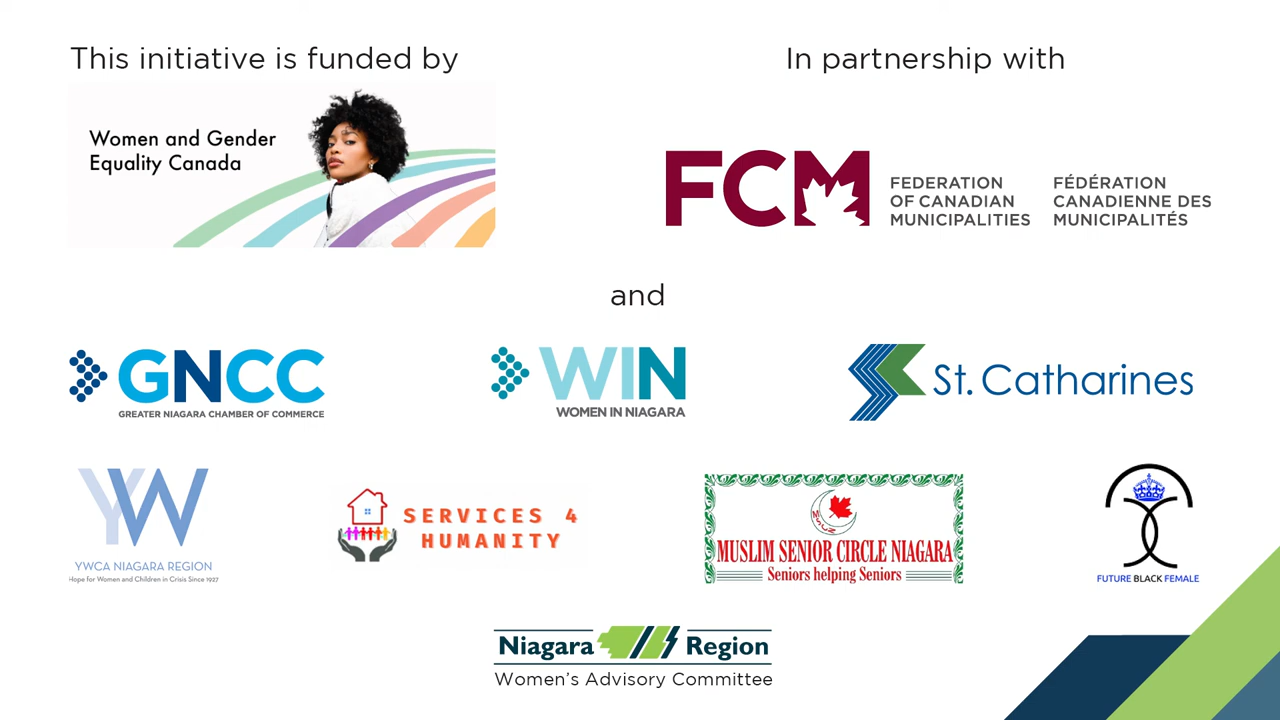 This initiative is funded by
In partnership with
Women and Gender
Equality Canada
FCM
FEDERATION
OF CANADIAN
MUNICIPALITIES
FÉDÉRATION
CANADIENNE DES
MUNICIPALITÉS
and
GNCC
GREATER NIAGARA CHAMBER OF COMMERCE
WIN
WOMEN IN NIAGARA
St. Catharines
YW
YWCA NIAGARA REGION
Hope for Women and Children in Crisis Since 1927
SERVICES 4
HUMANITY
MUSLIM SENIOR CIRCLE NIAGARA
Seniors helping Seniors
FUTURE BLACK FEMALE
Niagara Region
Women's Advisory Committee